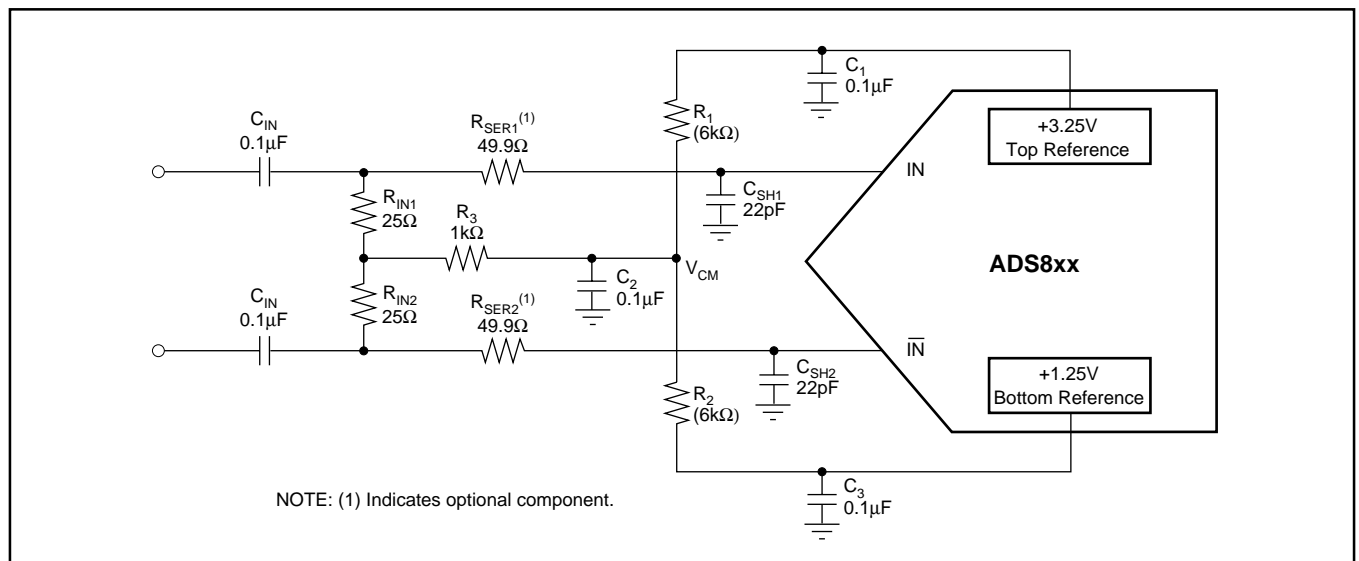 C1
0.1μF
R1
(6kΩ)
+3.25V
Top Reference
CIN
0.1μF
RSER1(1)
49.9Ω
IN
CSH1
22pF
RIN1
25Ω
R3
1kΩ
VCM
C2
0.1μF
ADS8xx
CIN
0.1μF
RIN2
25Ω
RSER2(1)
49.9Ω
I̅N̅
CSH2
22pF
R2
(6kΩ)
+1.25V
Bottom Reference
C3
0.1μF
NOTE: (1) Indicates optional component.